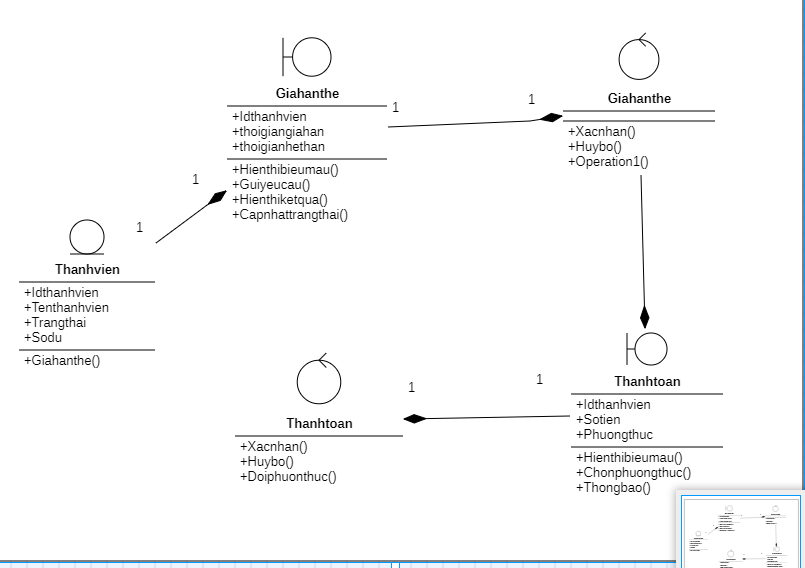 Giahanthe
+Idthanhvien
+thoigiangiahan
+thoigianhethan
+Hienthibieumau()
+Guiyeucau()
+Hienthiketqua()
+Capnhattrangthai()
1
1
Giahanthe
+Xacnhan()
+Huybo()
+Operation1()
1
1
Thanhvien
+Idthanhvien
+Tenthanhvien
+Trangthai
+Sodu
+Giahanthe()
Thanhtoan
+Xacnhan()
+Huybo()
+Doiphuonthuc()
1
1
Thanhtoan
+Idthanhvien
+Sotien
+Phuongthuc
+Hienthibieumau()
+Chonphuongthuc()
+Thongbao()